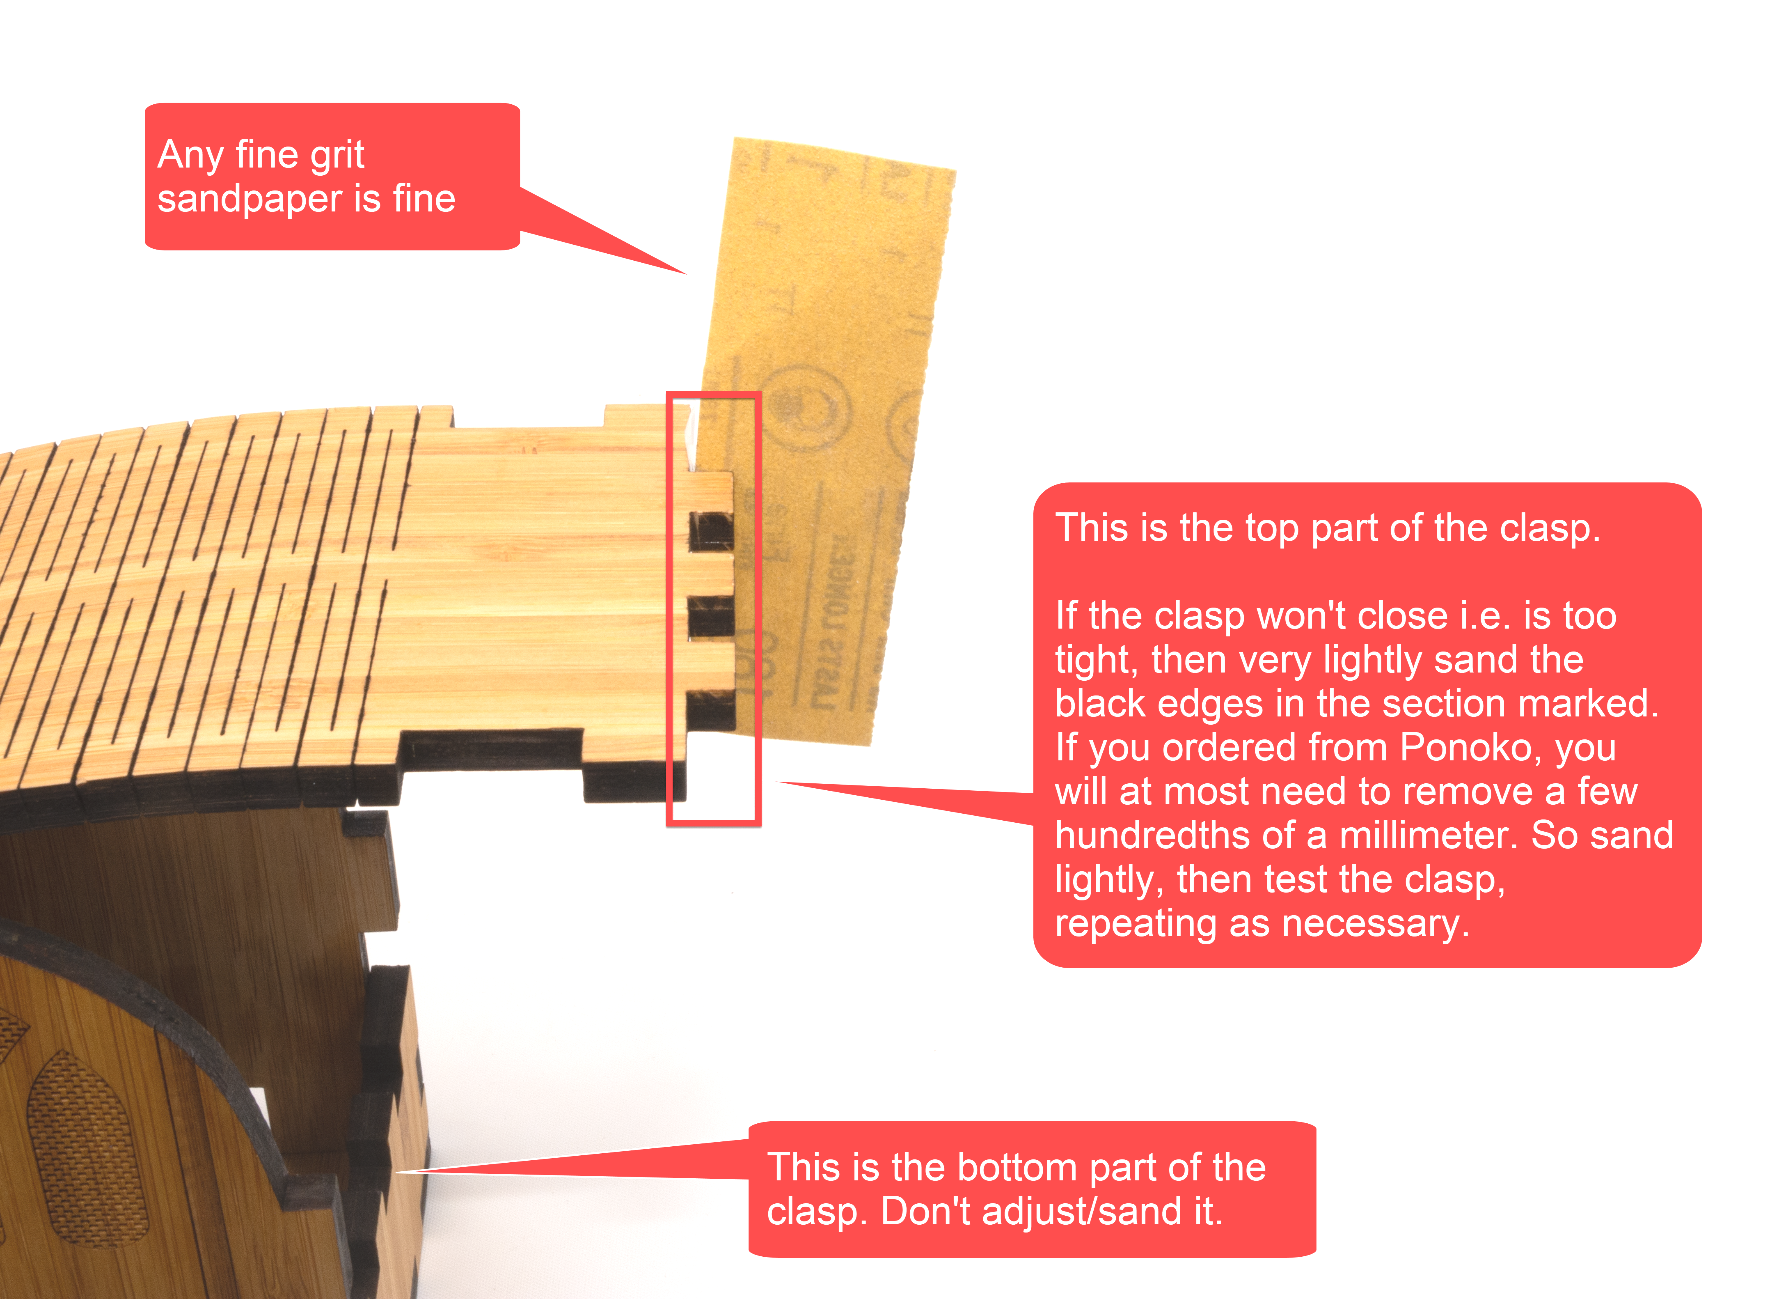 Any fine grit
sandpaper is fine
This is the top part of the clasp.
If the clasp won't close i.e. is too
tight, then very lightly sand the
black edges in the section marked.
If you ordered from Ponoko, you
will at most need to remove a few
hundredths of a millimeter. So sand
lightly, then test the clasp,
repeating as necessary.
This is the bottom part of the
clasp. Don't adjust/sand it.